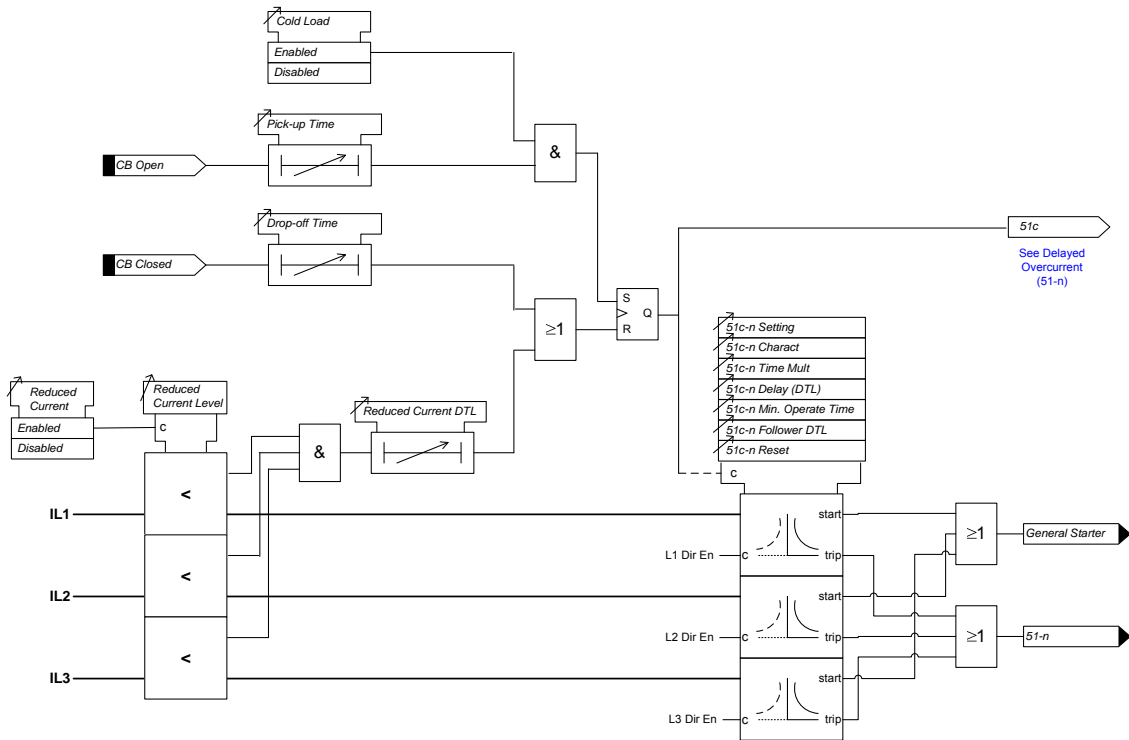 Cold Load
Enabled
Disabled
Pick-up Time
CB Open
&
Drop-off Time
CB Closed
51c
See Delayed
Overcurrent
(51-n)
S
Q
R
≥1
51c-n Setting
51c-n Charact
51c-n Time Mult
51c-n Delay (DTL)
51c-n Min. Operate Time
51c-n Follower DTL
51c-n Reset
c
Reduced
Current
Enabled
Disabled
Reduced
Current Level
c
Reduced Current DTL
&
<
IL1
<
IL2
<
IL3
start
L1 Dir En
c
trip
start
L2 Dir En
c
trip
start
L3 Dir En
c
trip
≥1
General Starter
≥1
51-n